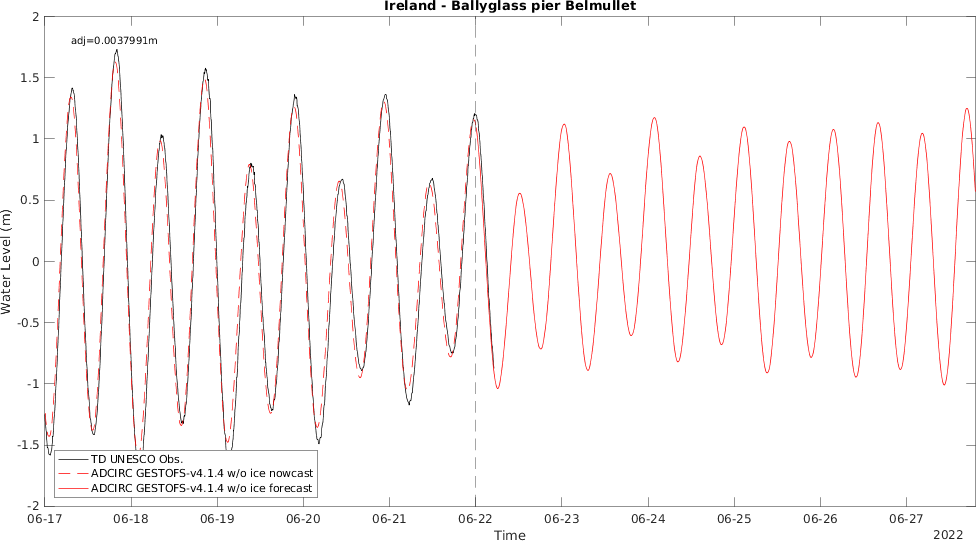 Ireland - Ballyglass pier Belmullet
adj=0.0037991m
2
1.5
1
0.5
0
-0.5
-1
-1.5
-2
Water Level (m)
TD UNESCO Obs.
ADCIRC GESTOFS-v4.1.4 w/o ice nowcast
ADCIRC GESTOFS-v4.1.4 w/o ice forecast
06-17 06-18 06-19 06-20 06-21 06-22 06-23 06-24 06-25 06-26 06-27
Time
2022